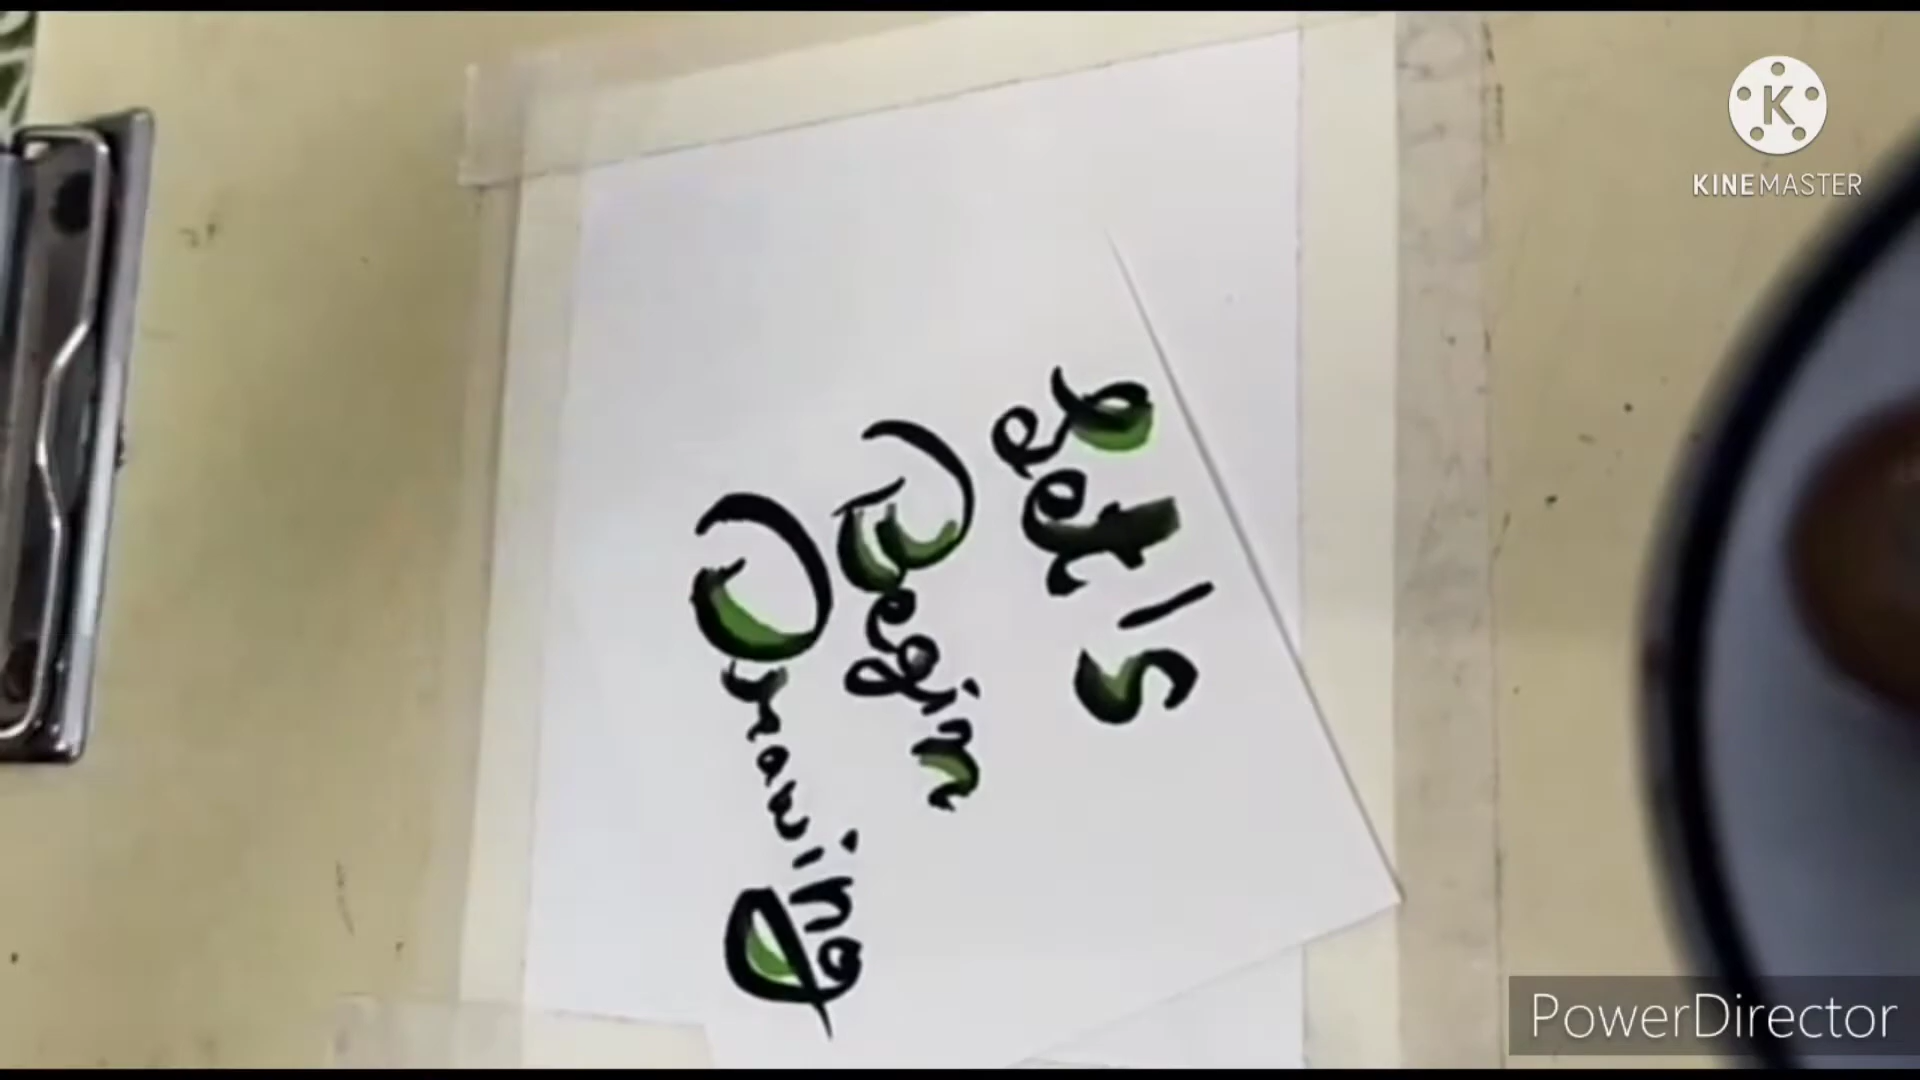 Let's
Begin
Drawing
KINEMASTER
PowerDirector